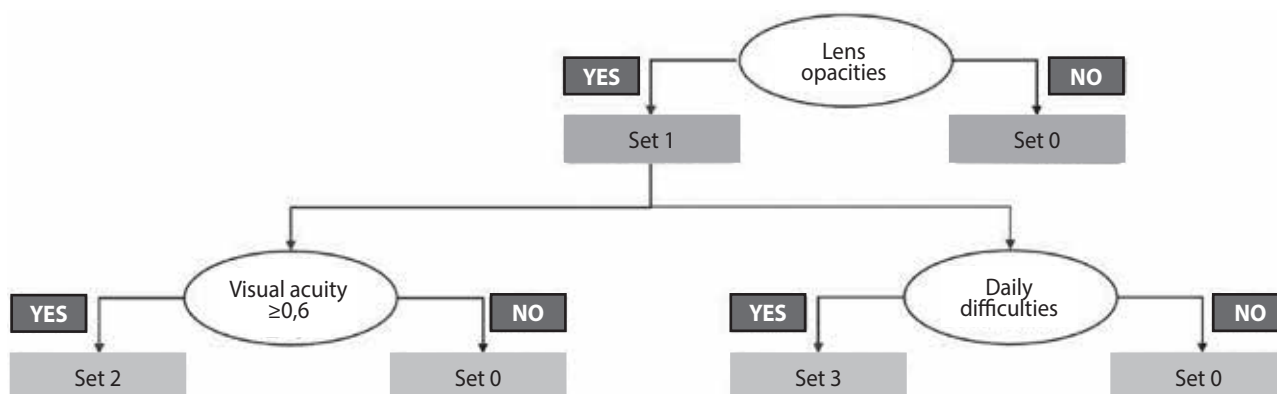 Lens
opacities
YES
NO
Set 1
Set 0
Visual acuity
≥0,6
Daily
difficulties
YES
NO
YES
NO
Set 2
Set 0
Set 3
Set 0